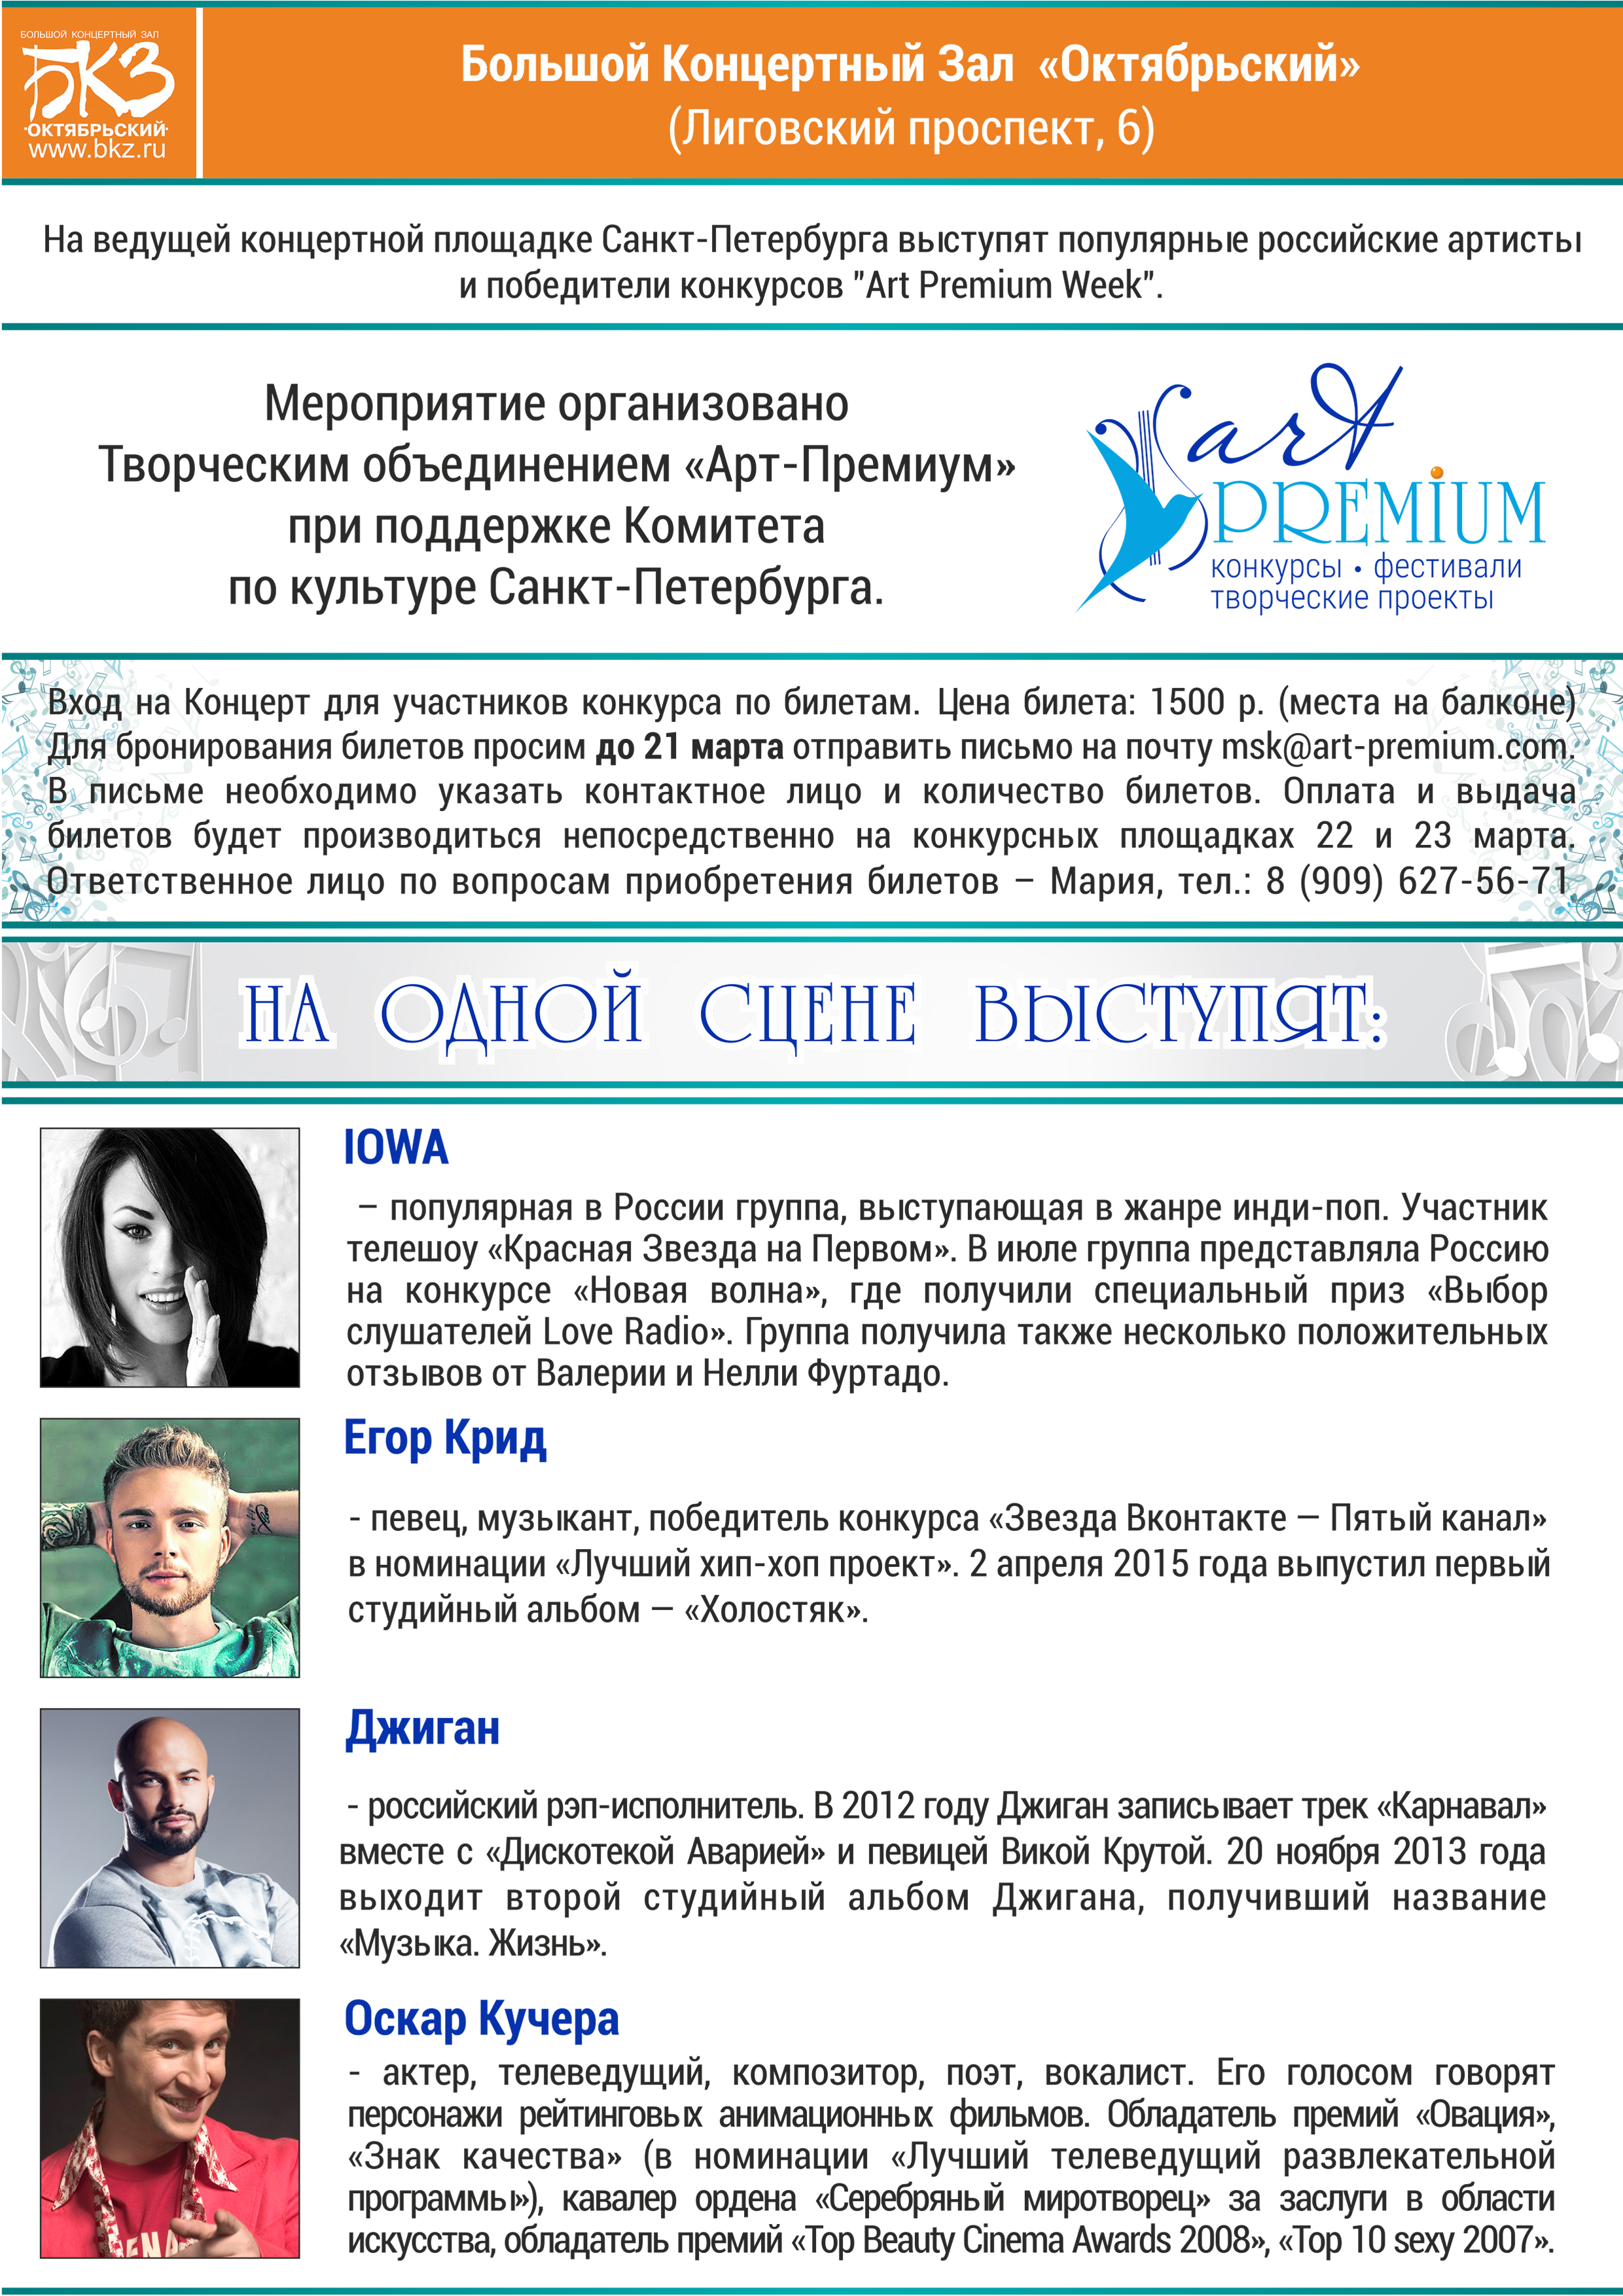 БОЛЬШОЙ КОНЦЕРТНЫЙ ЗАЛ
БКЗ
ОКТЯБРЬСКИЙ
www.bkz.ru
Большой Концертный Зал «Октябрьский»
(Лиговский проспект, 6)
На ведущей концертной площадке Санкт-Петербурга выступят популярные российские артисты
и победители конкурсов "Art Premium Week".
Мероприятие организовано
Творческим объединением «Арт-Премиум»
при поддержке Комитета
по культуре Санкт-Петербурга.
art
PREMIUM
конкурсы • фестивали
творческие проекты
Вход на Концерт для участников конкурса по билетам. Цена билета: 1500 р. (места на балконе)
Для бронирования билетов просим до 21 марта отправить письмо на почту msk@art-premium.com.
В письме необходимо указать контактное лицо и количество билетов. Оплата и выдача
билетов будет производиться непосредственно на конкурсных площадках 22 и 23 марта.
Ответственное лицо по вопросам приобретения билетов – Мария, тел.: 8 (909) 627-56-71
НА ОДНОЙ СЦЕНЕ ВЫСТУПЯТ:
IOWA
– популярная в России группа, выступающая в жанре инди-поп. Участник
телешоу «Красная Звезда на Первом». В июле группа представляла Россию
на конкурсе «Новая волна», где получили специальный приз «Выбор
слушателей Love Radio». Группа получила также несколько положительных
отзывов от Валерии и Нелли Фуртадо.
Егор Крид
- певец, музыкант, победитель конкурса «Звезда Вконтакте — Пятый канал»
в номинации «Лучший хип-хоп проект». 2 апреля 2015 года выпустил первый
студийный альбом — «Холостяк».
Джиган
- российский рэп-исполнитель. В 2012 году Джиган записывает трек «Карнавал»
вместе с «Дискотекой Аварией» и певицей Викой Крутой. 20 ноября 2013 года
выходит второй студийный альбом Джигана, получивший название
«Музыка. Жизнь».
Оскар Кучера
- актер, телеведущий, композитор, поэт, вокалист. Его голосом говорят
персонажи рейтинговых анимационных фильмов. Обладатель премий «Овация»,
«Знак качества» (в номинации «Лучший телеведущий развлекательной
программы»), кавалер ордена «Серебряный миротворец» за заслуги в области
искусства, обладатель премий «Top Beauty Cinema Awards 2008», «Top 10 sexy 2007».